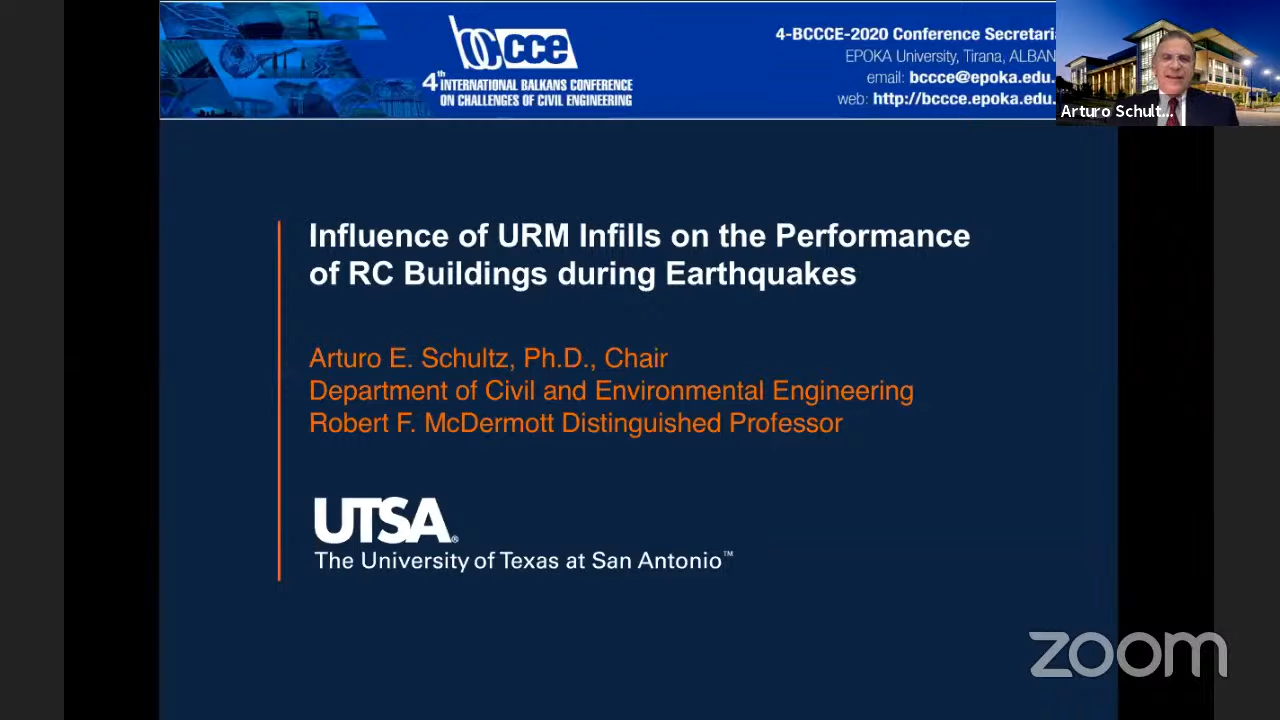 bccce
4th INTERNATIONAL BALKANS CONFERENCE
ON CHALLENGES OF CIVIL ENGINEERING
4-BCCCE-2020 Conference Secretaria
EPOKA University, Tirana, ALBAN
email: bccce@epoka.edu.
web: http://bccce.epoka.edu.
Arturo Schult...
Influence of URM Infills on the Performance
of RC Buildings during Earthquakes
Arturo E. Schultz, Ph.D., Chair
Department of Civil and Environmental Engineering
Robert F. McDermott Distinguished Professor
UTSA®
The University of Texas at San Antonio™
zoom